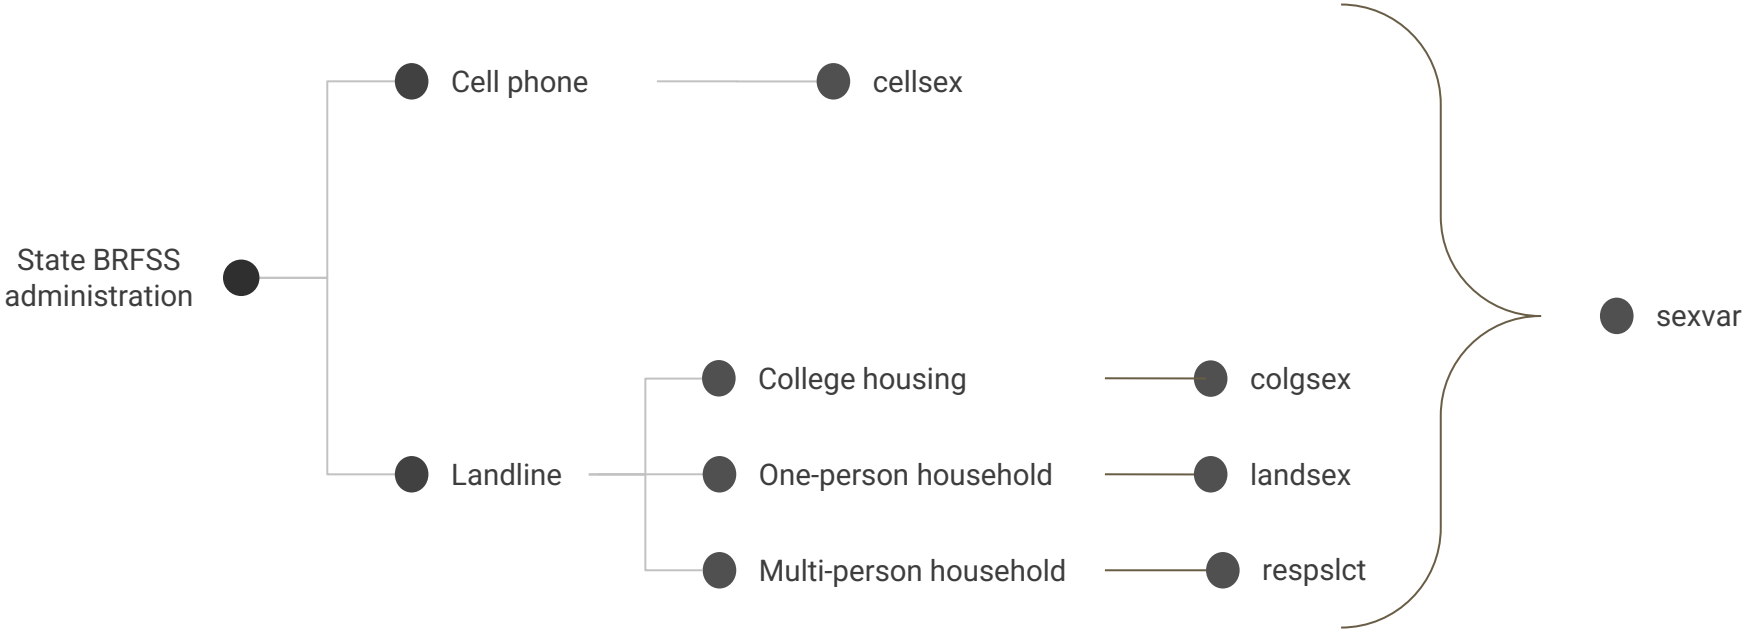 Cell phone
cellsex
State BRFSS
administration
sexvar
College housing
colgsex
Landline
One-person household
landsex
Multi-person household
respslct